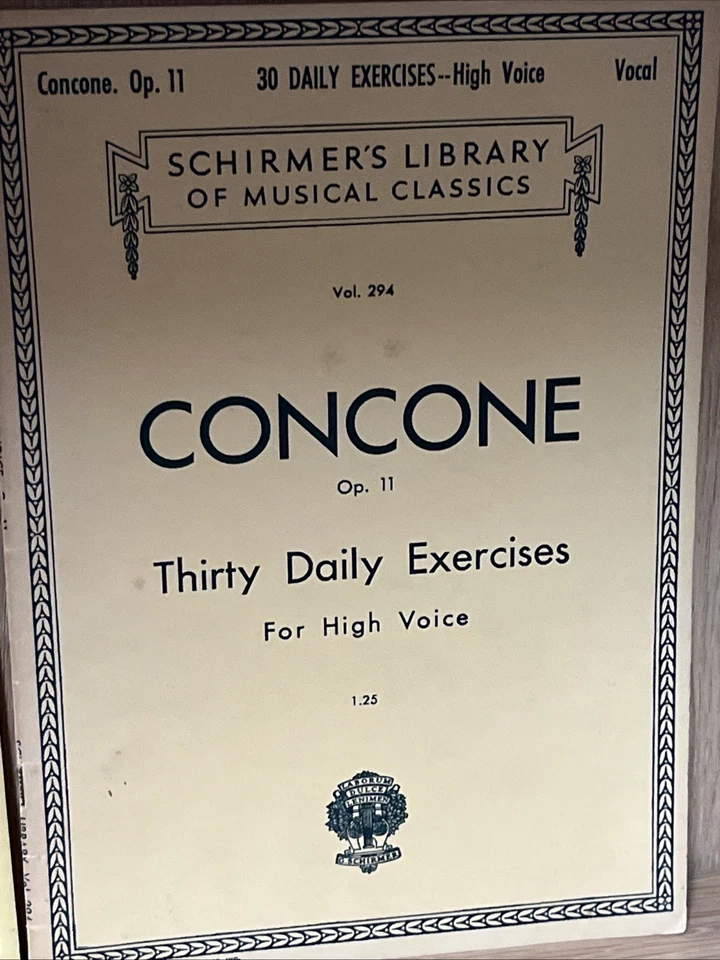 Concone. Op. 11 30 DAILY EXERCISES--High Voice Vocal
SCHIRMER'S LIBRARY
OF MUSICAL CLASSICS
Vol. 294
CONCONE
Op. 11
Thirty Daily Exercises
For High Voice
1.25
LABORUM
DULCE
LENIMEN
G. SCHIRMER